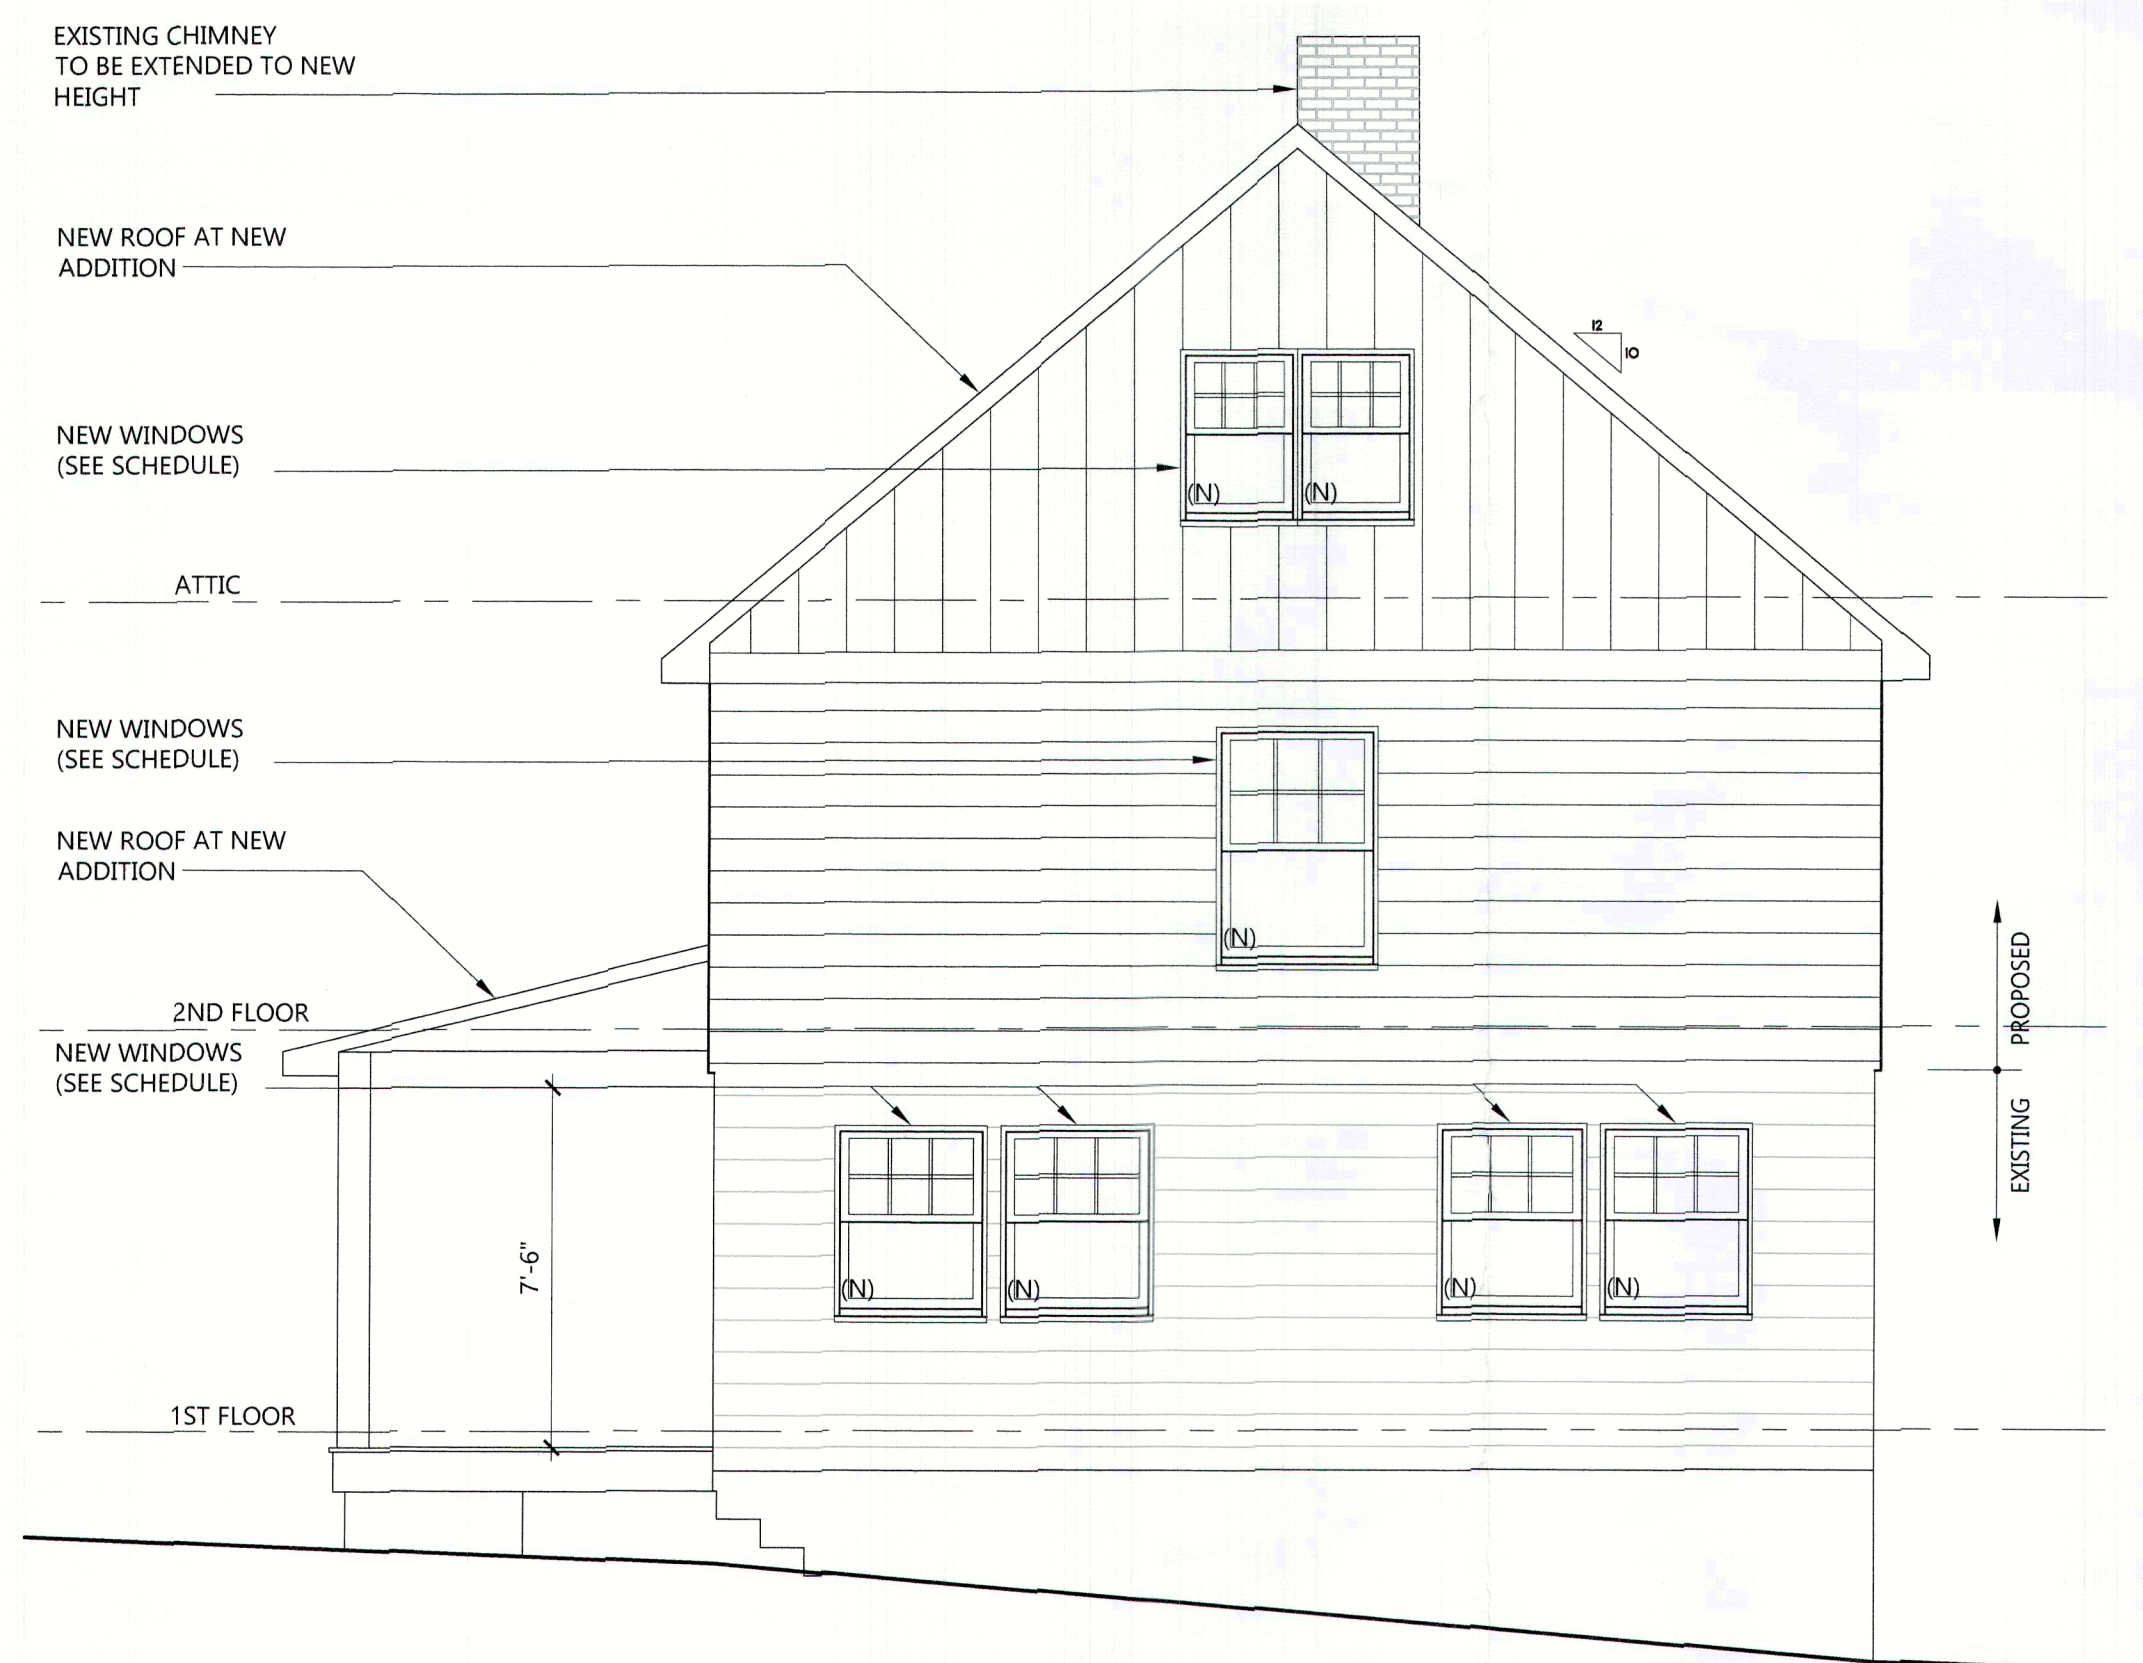 EXISTING CHIMNEY
TO BE EXTENDED TO NEW
HEIGHT
NEW ROOF AT NEW
ADDITION
12
10
NEW WINDOWS
(SEE SCHEDULE)
(N)
(N)
ATTIC
NEW WINDOWS
(SEE SCHEDULE)
NEW ROOF AT NEW
ADDITION
(N)
PROPOSED
2ND FLOOR
NEW WINDOWS
(SEE SCHEDULE)
EXISTING
7'-6"
(N)
(N)
(N)
(N)
1ST FLOOR